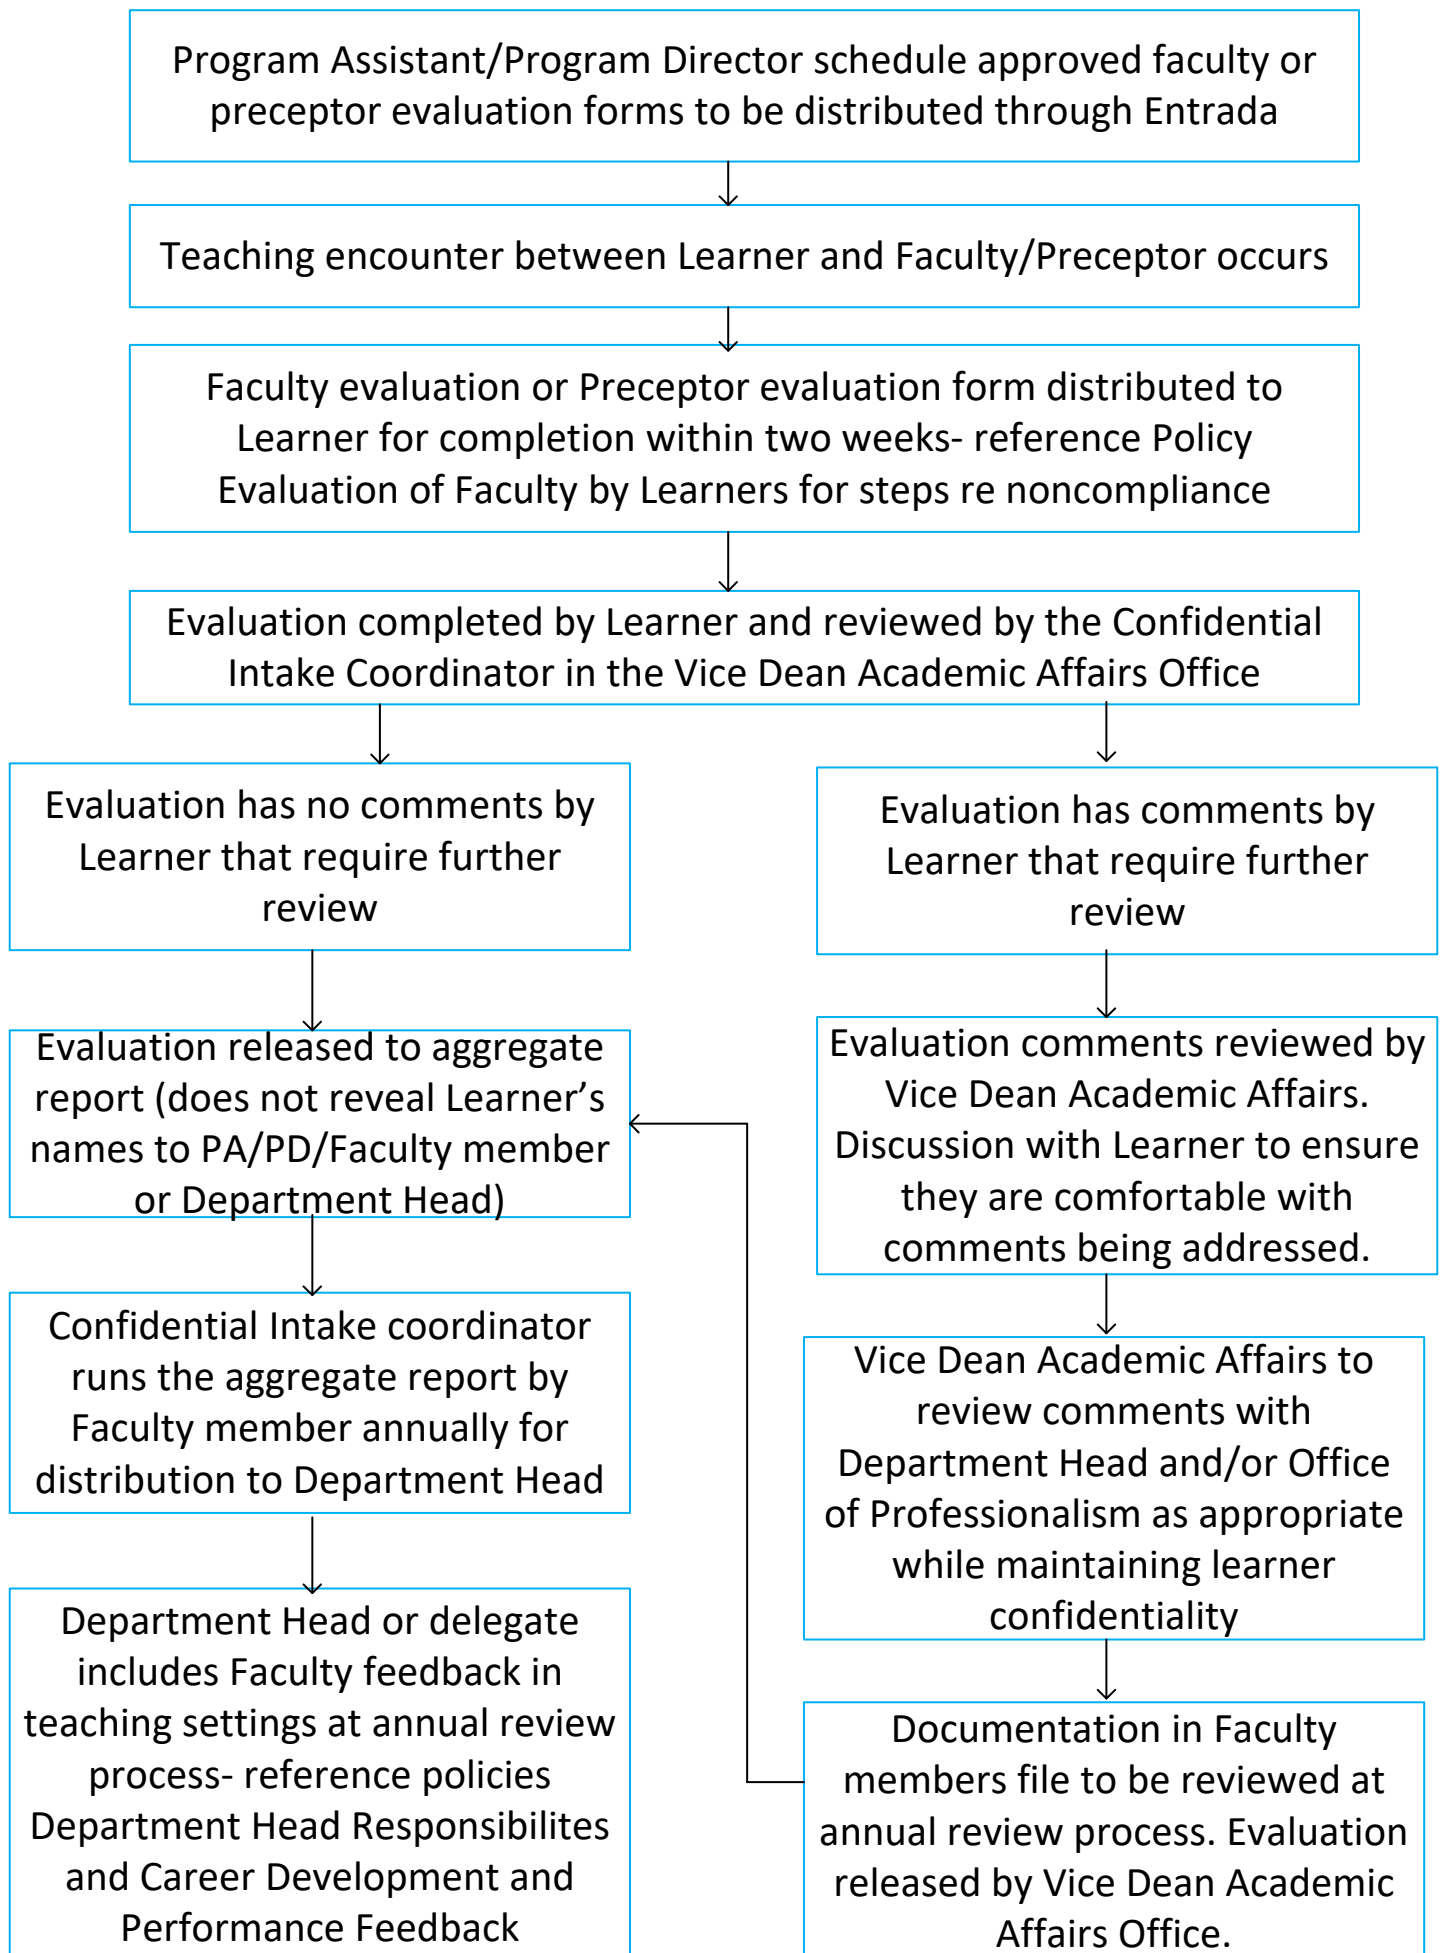 Program Assistant/Program Director schedule approved faculty or
preceptor evaluation forms to be distributed through Entrada
Teaching encounter between Learner and Faculty/Preceptor occurs
Faculty evaluation or Preceptor evaluation form distributed to
Learner for completion within two weeks- reference Policy
Evaluation of Faculty by Learners for steps re noncompliance
Evaluation completed by Learner and reviewed by the Confidential
Intake Coordinator in the Vice Dean Academic Affairs Office
Evaluation has no comments by
Learner that require further
review
Evaluation released to aggregate
report (does not reveal Learner’s
names to PA/PD/Faculty member
or Department Head)
Confidential Intake coordinator
runs the aggregate report by
Faculty member annually for
distribution to Department Head
Department Head or delegate
includes Faculty feedback in
teaching settings at annual review
process- reference policies
Department Head Responsibilites
and Career Development and
Performance Feedback
Evaluation has comments by
Learner that require further
review
Evaluation comments reviewed by
Vice Dean Academic Affairs.
Discussion with Learner to ensure
they are comfortable with
comments being addressed.
Vice Dean Academic Affairs to
review comments with
Department Head and/or Office
of Professionalism as appropriate
while maintaining learner
confidentiality
Documentation in Faculty
members file to be reviewed at
annual review process. Evaluation
released by Vice Dean Academic
Affairs Office.